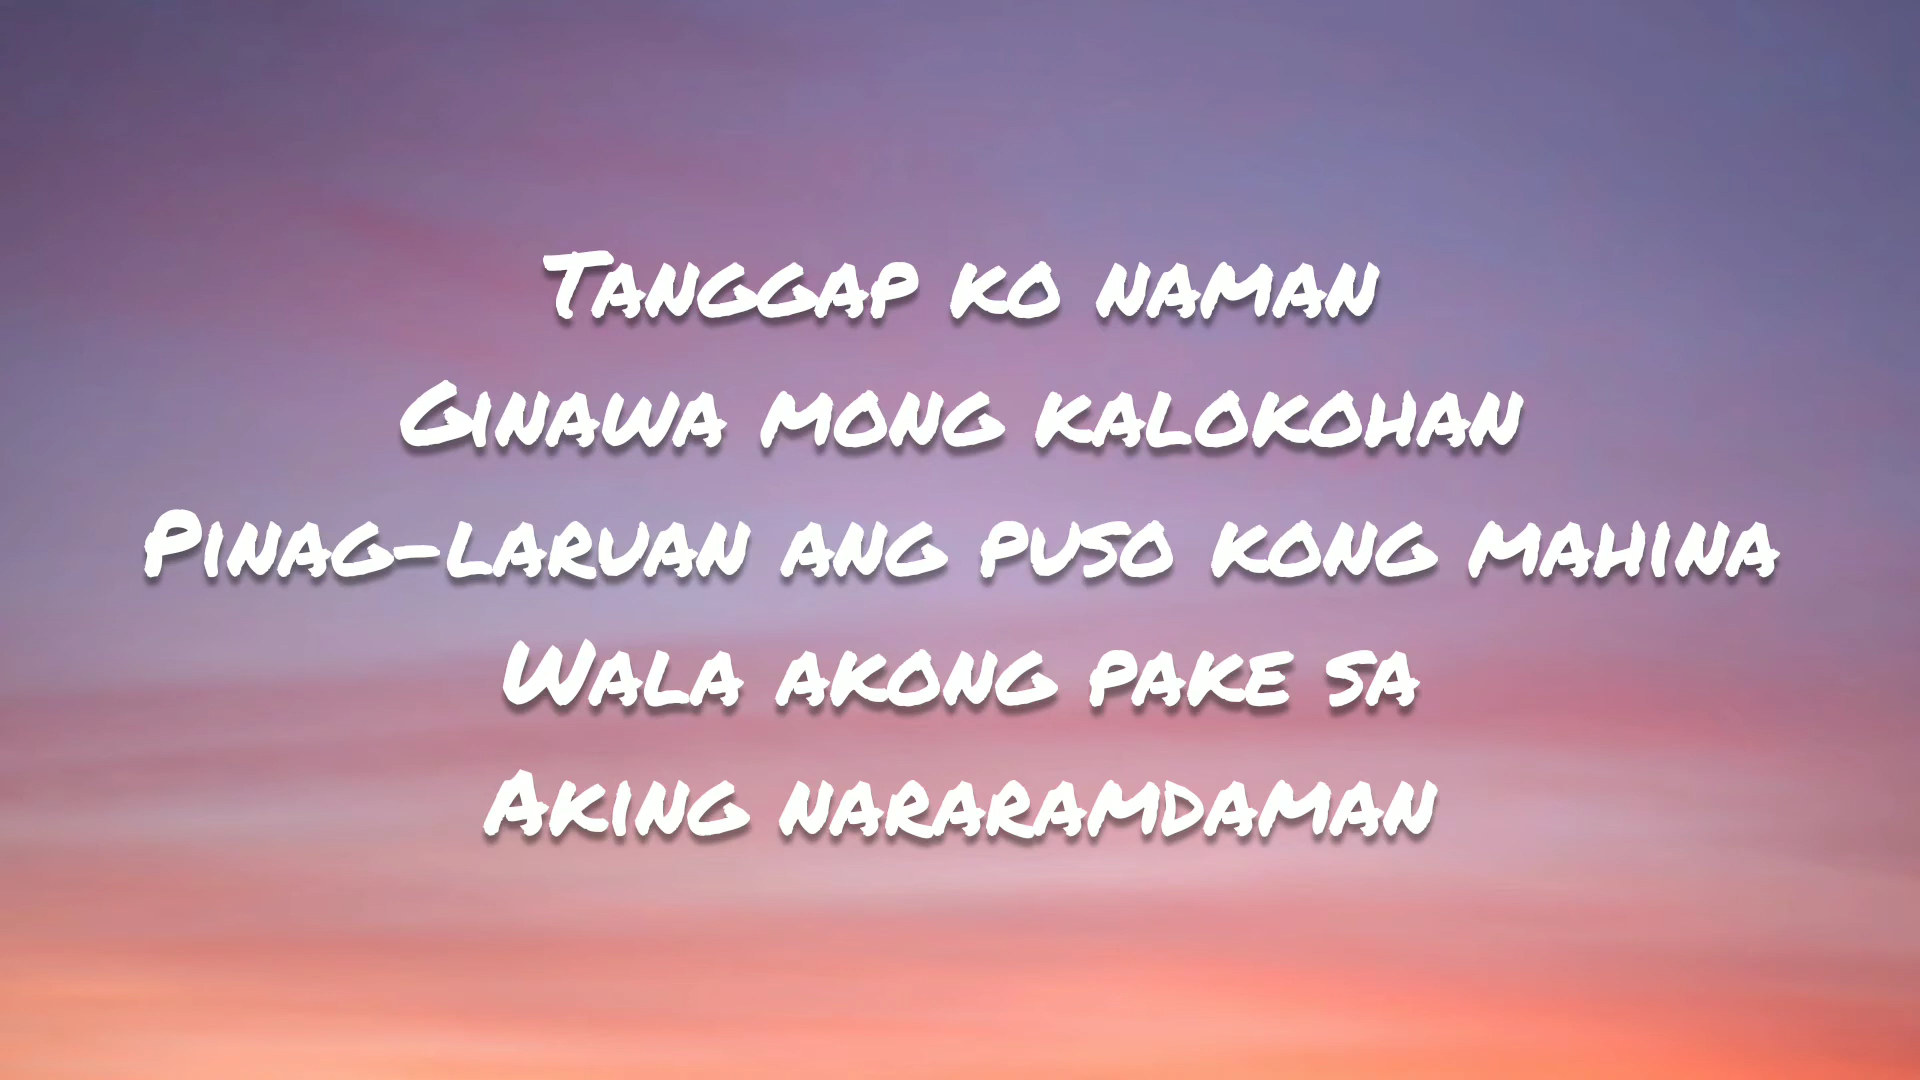 Tanggap ko naman
Ginawa mong kalokohan
Pinag-laruan ang puso kong mahina
Wala akong pake sa
Aking nararamdaman